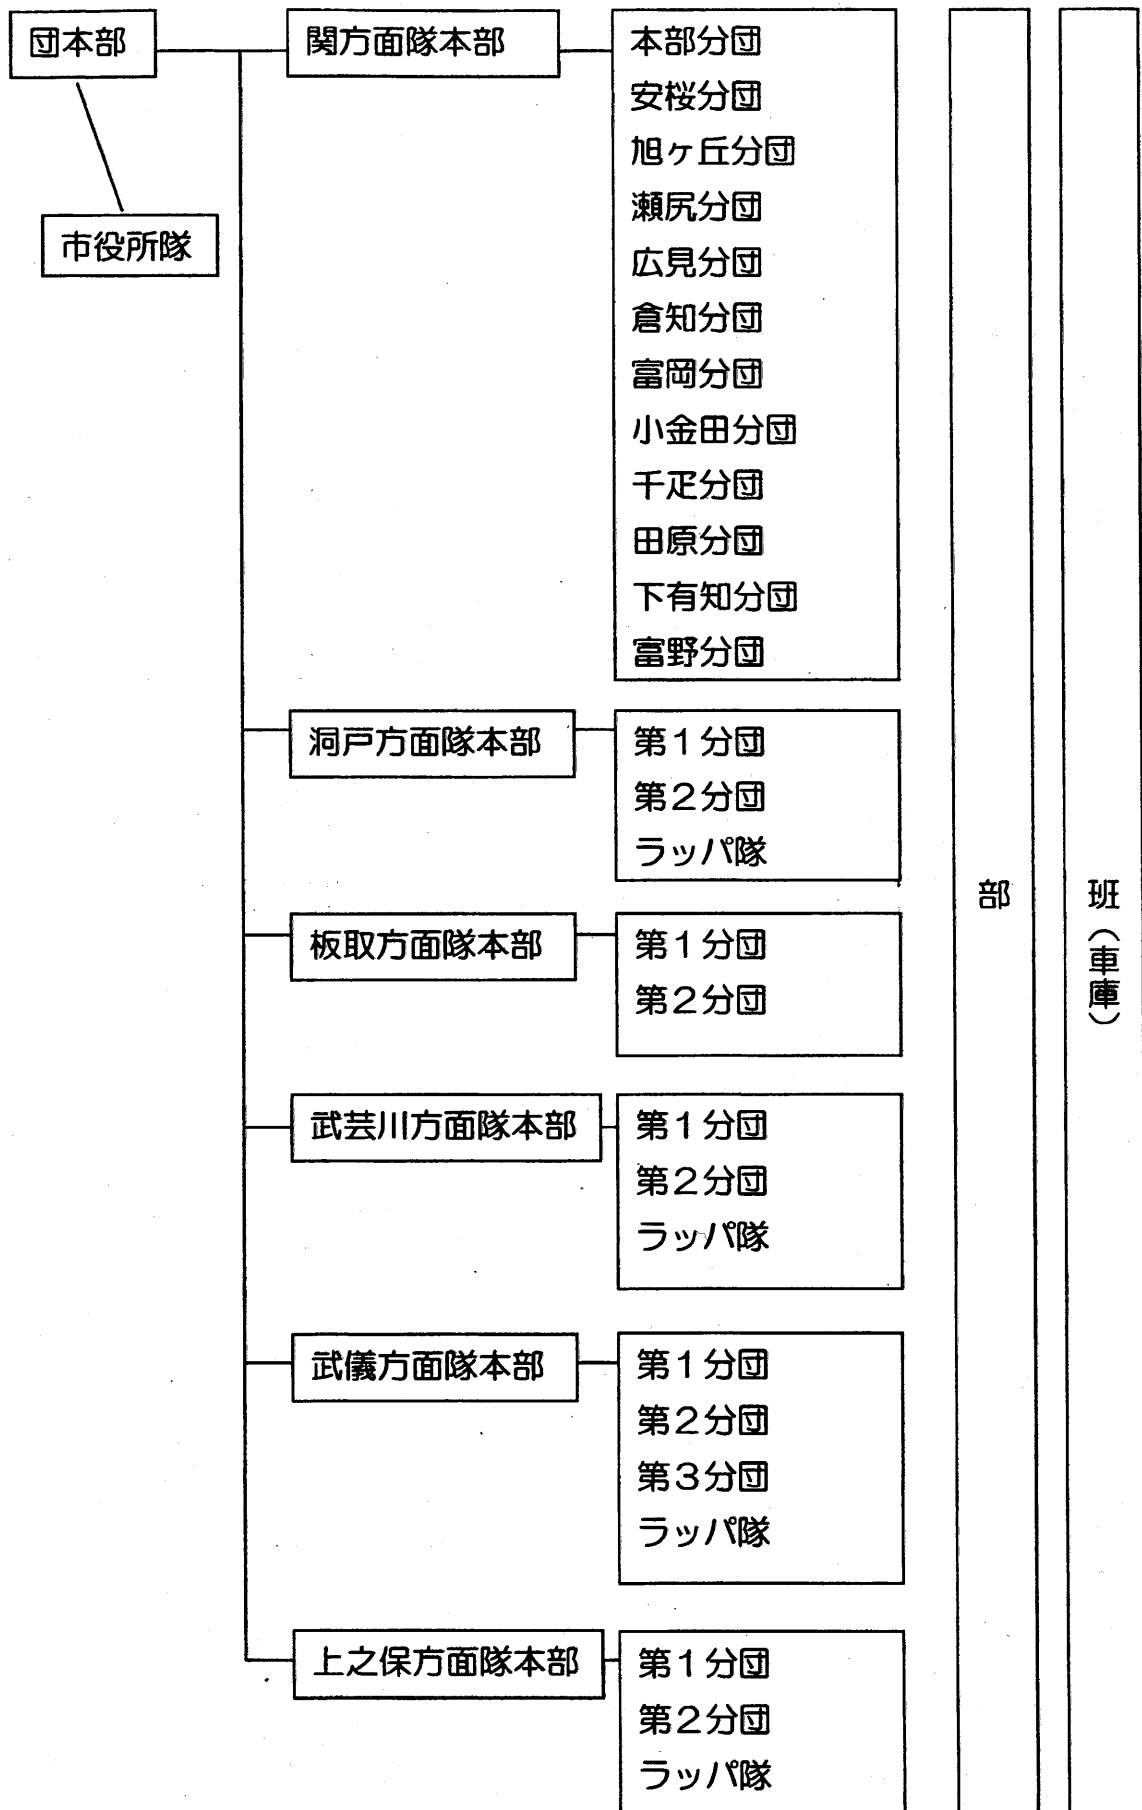 団本部
市役所隊
関方面隊本部
本部分団
安桜分団
旭ヶ丘分団
瀬尻分団
広見分団
倉知分団
富岡分団
小金田分団
千疋分団
田原分団
下有知分団
富野分団
洞戸方面隊本部
第1分団
第2分団
ラッパ隊
板取方面隊本部
第1分団
第2分団
武芸川方面隊本部
第1分団
第2分団
ラッパ隊
武儀方面隊本部
第1分団
第2分団
第3分団
ラッパ隊
上之保方面隊本部
第1分団
第2分団
ラッパ隊
部
班(車庫)